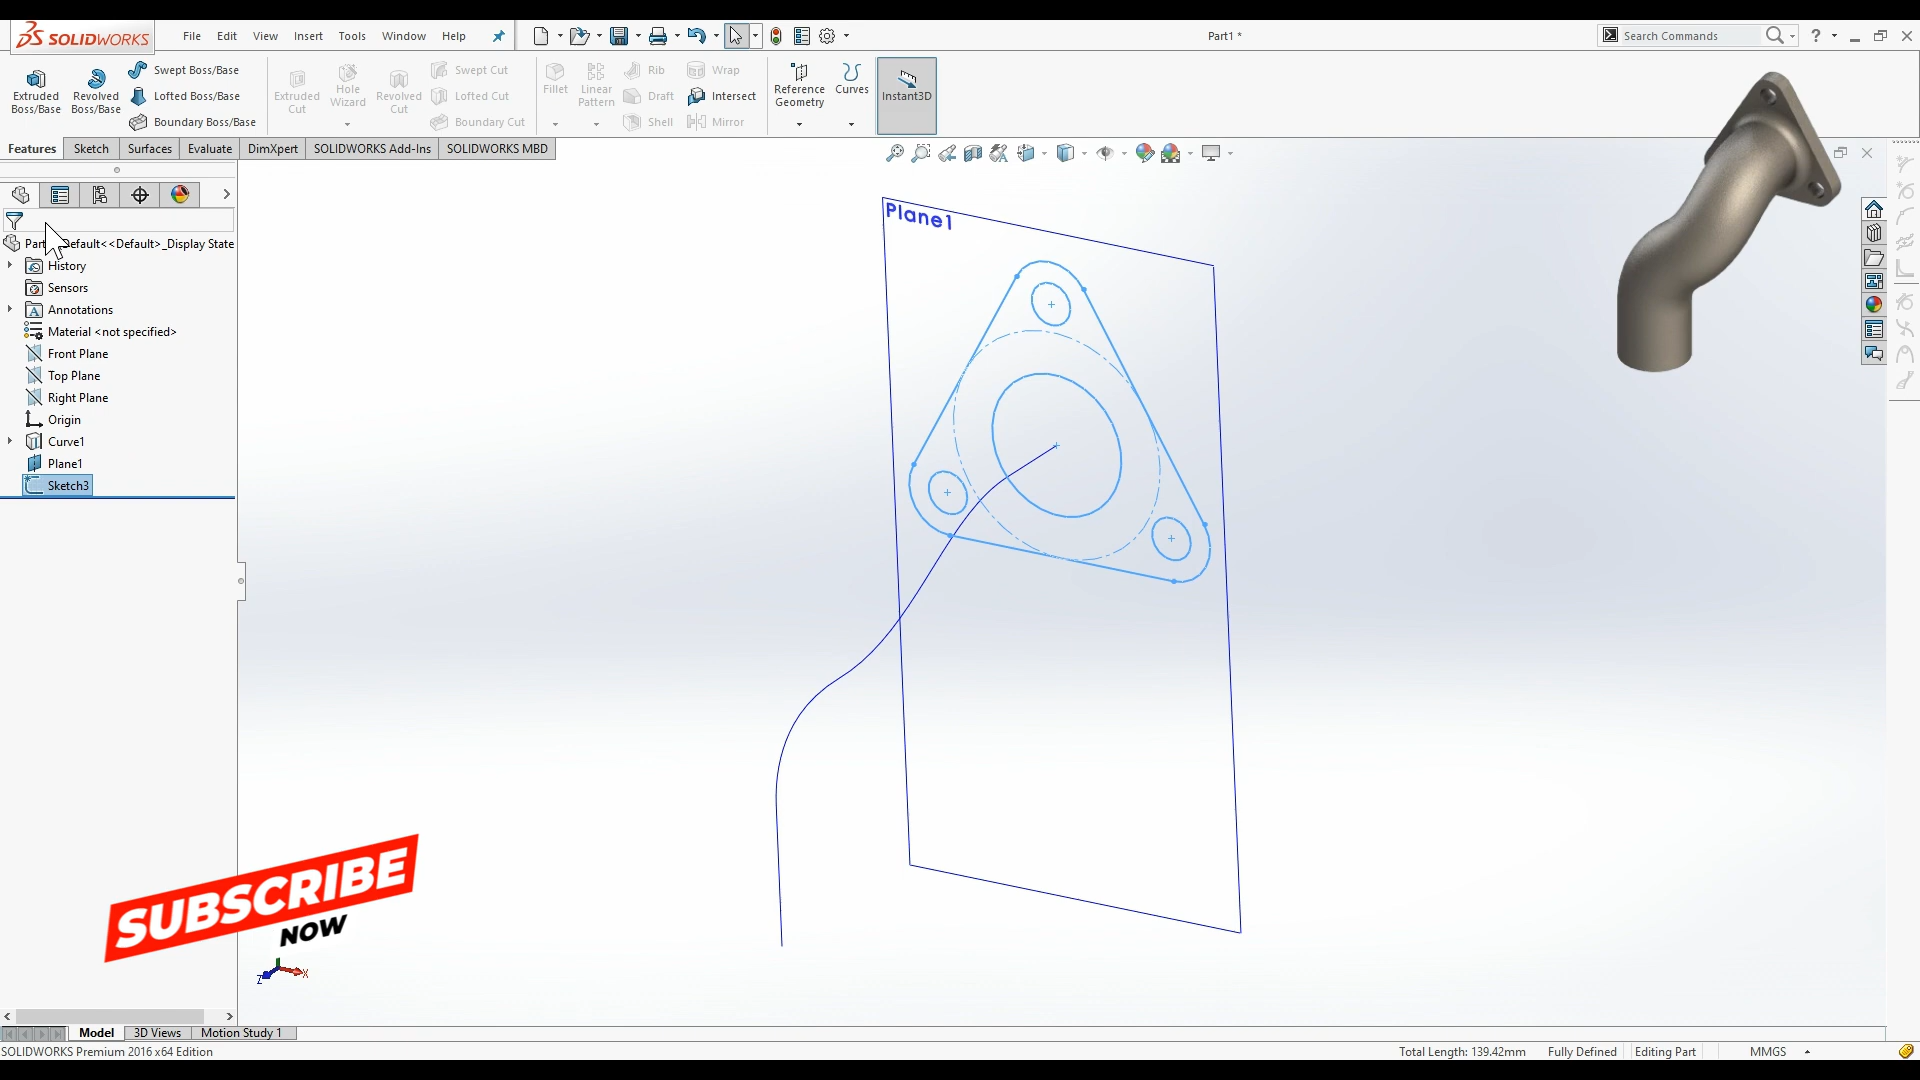 SOLIDWORKS
File Edit View Insert Tools Window Help
Part1 *
Search Commands
Extruded Boss/Base
Revolved Boss/Base
Swept Boss/Base
Lofted Boss/Base
Boundary Boss/Base
Extruded Cut
Hole Wizard
Revolved Cut
Swept Cut
Lofted Cut
Boundary Cut
Fillet
Linear Pattern
Rib
Draft
Shell
Wrap
Intersect
Mirror
Reference Geometry
Curves
Instant3D
Features Sketch Surfaces Evaluate DimXpert SOLIDWORKS Add-Ins SOLIDWORKS MBD
Default<<Default>_Display State
History
Sensors
Annotations
Material <not specified>
Front Plane
Top Plane
Right Plane
Origin
Curve1
Plane1
Sketch3
Plane1
SUBSCRIBE
NOW
Z X
Model 3D Views Motion Study 1
SOLIDWORKS Premium 2016 x64 Edition
Total Length: 139.42mm Fully Defined Editing Part MMGS